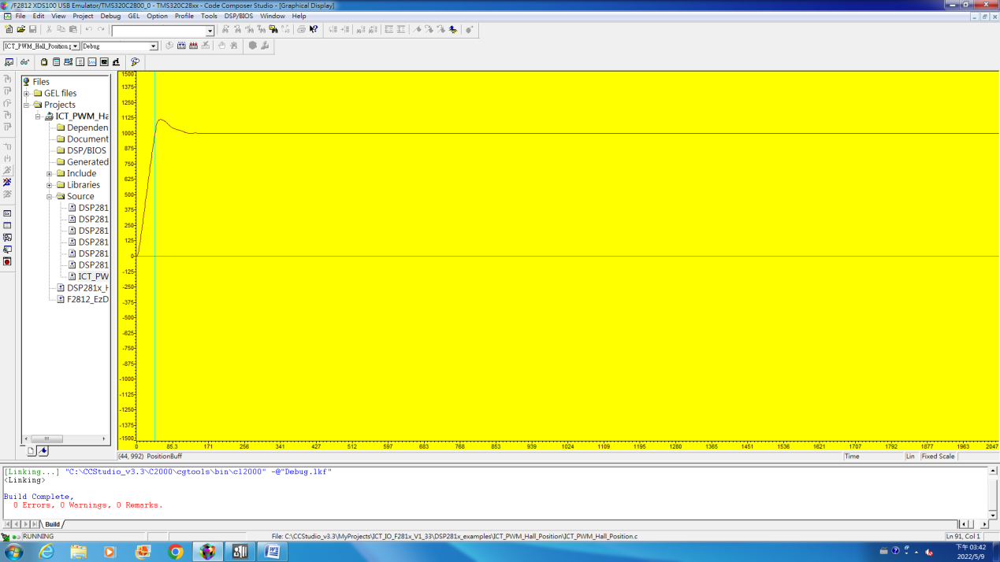 /F2812 XDS100 USB Emulator/TMS320C2800_0 - TMS320C28xx - Code Composer Studio - [Graphical Display]
File Edit View Project Debug GEL Option Profile Tools DSP/BIOS Window Help
ICT_PWM_Hall_Position.p Debug
Files
GEL files
Projects
ICT_PWM_Ha
Dependen
Document
DSP/BIOS
Generated
Include
Libraries
Source
DSP281
DSP281
DSP281
DSP281
DSP281
DSP281
ICT_PW
DSP281x_H
F2812_EzD
1500
1375
1250
1125
1000
875
750
625
500
375
250
125
0
-125
-250
-375
-500
-625
-750
-875
-1000
-1125
-1250
-1375
-1500
0 85.3 171 256 341 427 512 597 683 768 853 939 1024 1109 1195 1280 1365 1451 1536 1621 1707 1792 1877 1963 2047
(44, 992) PositionBuff Time Lin Fixed Scale
[Linking...] "C:\CCStudio_v3.3\C2000\cgtools\bin\cl2000" -@"Debug.lkf"
<Linking>
Build Complete,
0 Errors, 0 Warnings, 0 Remarks.
Build
RUNNING File: C:\CCStudio_v3.3\MyProjects\ICT_IO_F281x_V1_33\DSP281x_examples\ICT_PWM_Hall_Position\ICT_PWM_Hall_Position.c Ln 91, Col 1
下午 03:42
2022/5/9